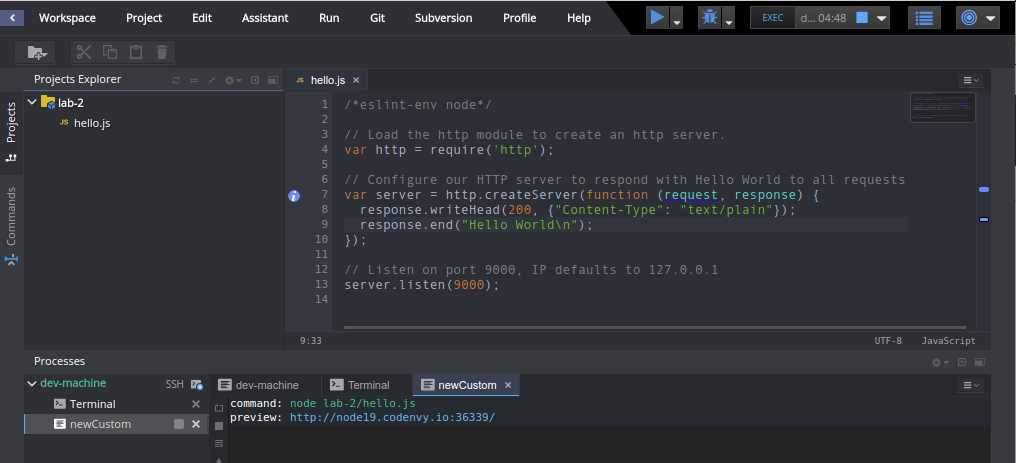 Workspace Project Edit Assistant Run Git Subversion Profile Help EXEC d... 04:48
Projects Explorer
hello.js
lab-2
JS hello.js
Projects
Commands
1 /*eslint-env node*/
2
3 // Load the http module to create an http server.
4 var http = require('http');
5
6 // Configure our HTTP server to respond with Hello World to all requests
7 var server = http.createServer(function (request, response) {
8 response.writeHead(200, {"Content-Type": "text/plain"});
9 response.end("Hello World\n");
10 });
11
12 // Listen on port 9000, IP defaults to 127.0.0.1
13 server.listen(9000);
14
9:33 UTF-8 JavaScript
Processes
dev-machine SSH
Terminal
newCustom
dev-machine Terminal newCustom
command: node lab-2/hello.js
preview: http://node19.codenvy.io:36339/